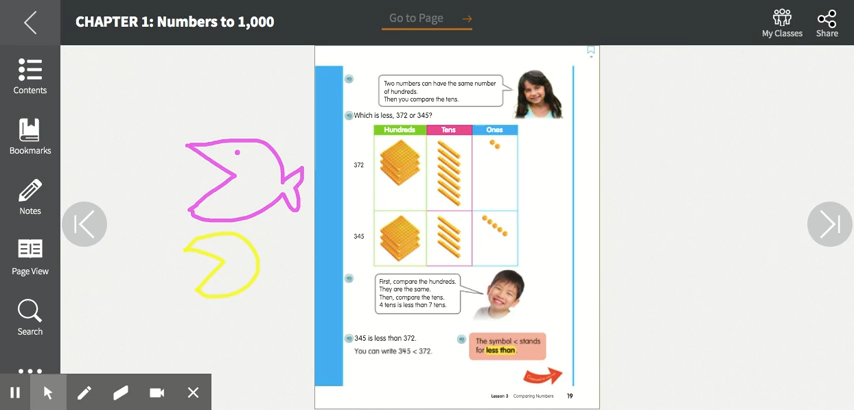 CHAPTER 1: Numbers to 1,000
Go to Page
My Classes
Share
Contents
Bookmarks
Notes
Page View
Search
Two numbers can have the same number
of hundreds.
Then you compare the tens.
Which is less, 372 or 345?
Hundreds Tens Ones
372
345
First, compare the hundreds.
They are the same.
Then, compare the tens.
4 tens is less than 7 tens.
345 is less than 372.
You can write 345 < 372.
The symbol < stands
for less than.
Lesson 3 Comparing Numbers 19